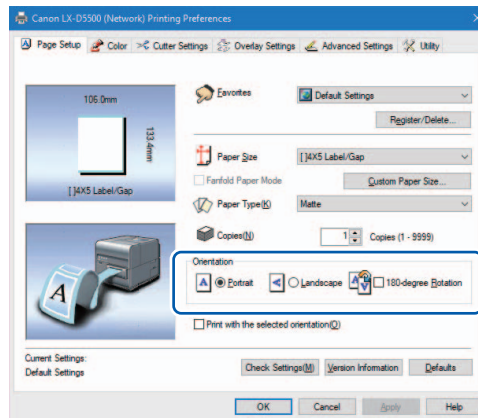 Canon LX-D5500 (Network) Printing Preferences
Page Setup Color Cutter Settings Overlay Settings Advanced Settings Utility
106.0mm
133.4mm
[ ]4X5 Label/Gap
A
Favorites Default Settings
Register/Delete...
Paper Size [ ]4X5 Label/Gap
Fanfold Paper Mode Custom Paper Size...
Paper Type(K) Matte
Copies(N) 1 Copies (1 - 9999)
Orientation
A Portrait A Landscape A A 180-degree Rotation
Print with the selected orientation(O)
Current Settings:
Default Settings
Check Settings(M) Version Information Defaults
OK Cancel Apply Help